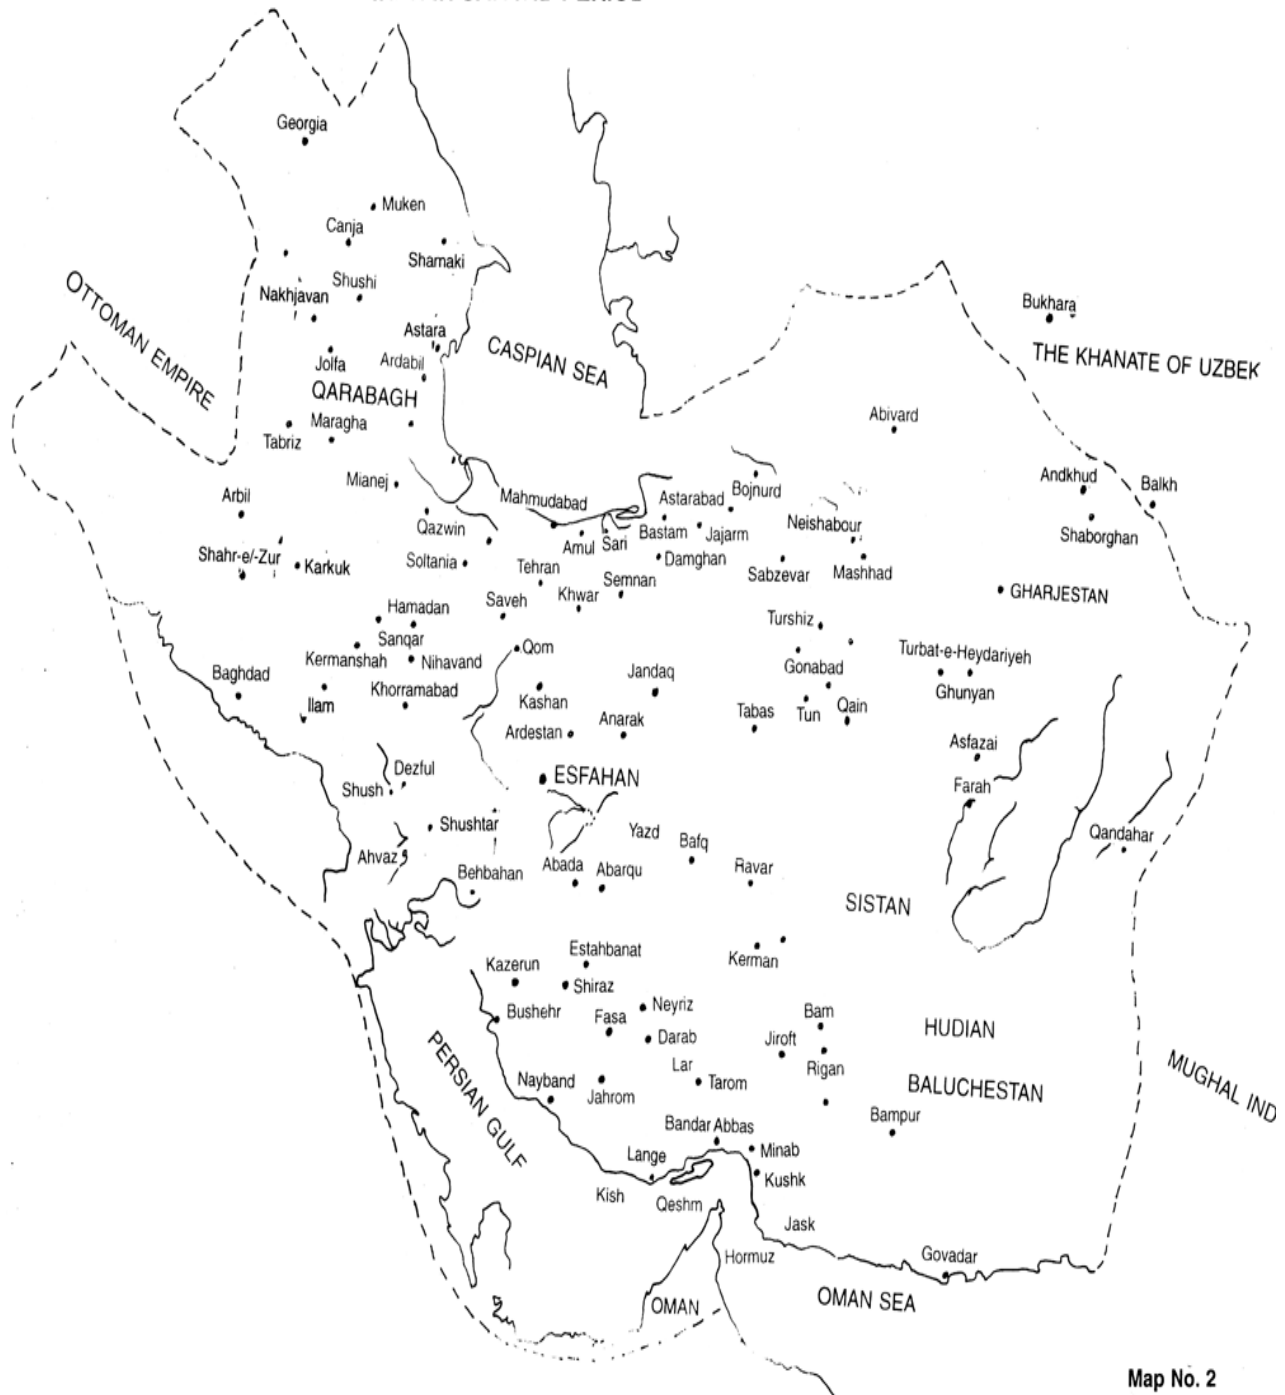 Georgia
Muken
Canja
Shamaki
Shushi
Nakhjavan
OTTOMAN EMPIRE
Astara
Jolfa
Ardabil
CASPIAN SEA
QARABAGH
Bukhara
THE KHANATE OF UZBEK
Maragha
Tabriz
Abivard
Mianej
Arbil
Mahmudabad
Astarabad
Bojnurd
Andkhud
Balkh
Qazwin
Amul
Sari
Bastam
Jajarm
Neishabour
Shaborghan
Shahr-e/-Zur
Karkuk
Soltania
Tehran
Semnan
Damghan
Sabzevar
Mashhad
GHARJESTAN
Hamadan
Saveh
Khwar
Turshiz
Sanqar
Kermanshah
Nihavand
Qom
Gonabad
Turbat-e-Heydariyeh
Baghdad
Ilam
Khorramabad
Kashan
Jandaq
Ghunyan
Ardestan
Anarak
Tabas
Tun
Qain
Asfazai
Dezful
Shush
ESFAHAN
Farah
Shushtar
Yazd
Bafq
Qandahar
Ahvaz
Behbahan
Abada
Abarqu
Ravar
SISTAN
Estahbanat
Kerman
Kazerun
Shiraz
Bushehr
Fasa
Neyriz
Darab
Bam
HUDIAN
Jiroft
Rigan
PERSIAN GULF
Nayband
Jahrom
Lar
Tarom
BALUCHESTAN
MUGHAL IND
Bampur
Bandar Abbas
Minab
Lange
Kushk
Kish
Qeshm
Jask
Hormuz
Govadar
OMAN
OMAN SEA
Map No. 2